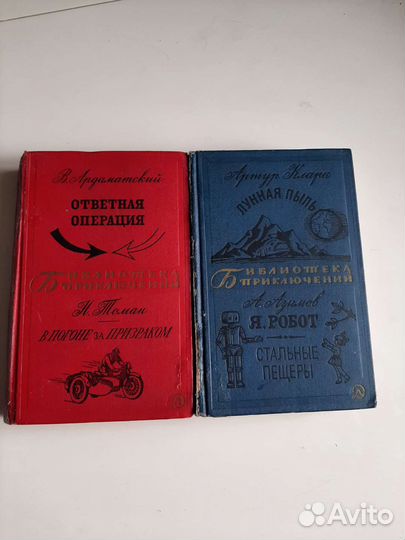 В. Ардаматский
ОТВЕТНАЯ
ОПЕРАЦИЯ
БИБЛИОТЕКА
ПРИКЛЮЧЕНИЙ
Н. Томан
В ПОГОНЕ ЗА ПРИЗРАКОМ
Артур Кларк
ЛУННАЯ ПЫЛЬ
БИБЛИОТЕКА
ПРИКЛЮЧЕНИЙ
А. Азимов
Я, РОБОТ
СТАЛЬНЫЕ
ПЕЩЕРЫ
Avito